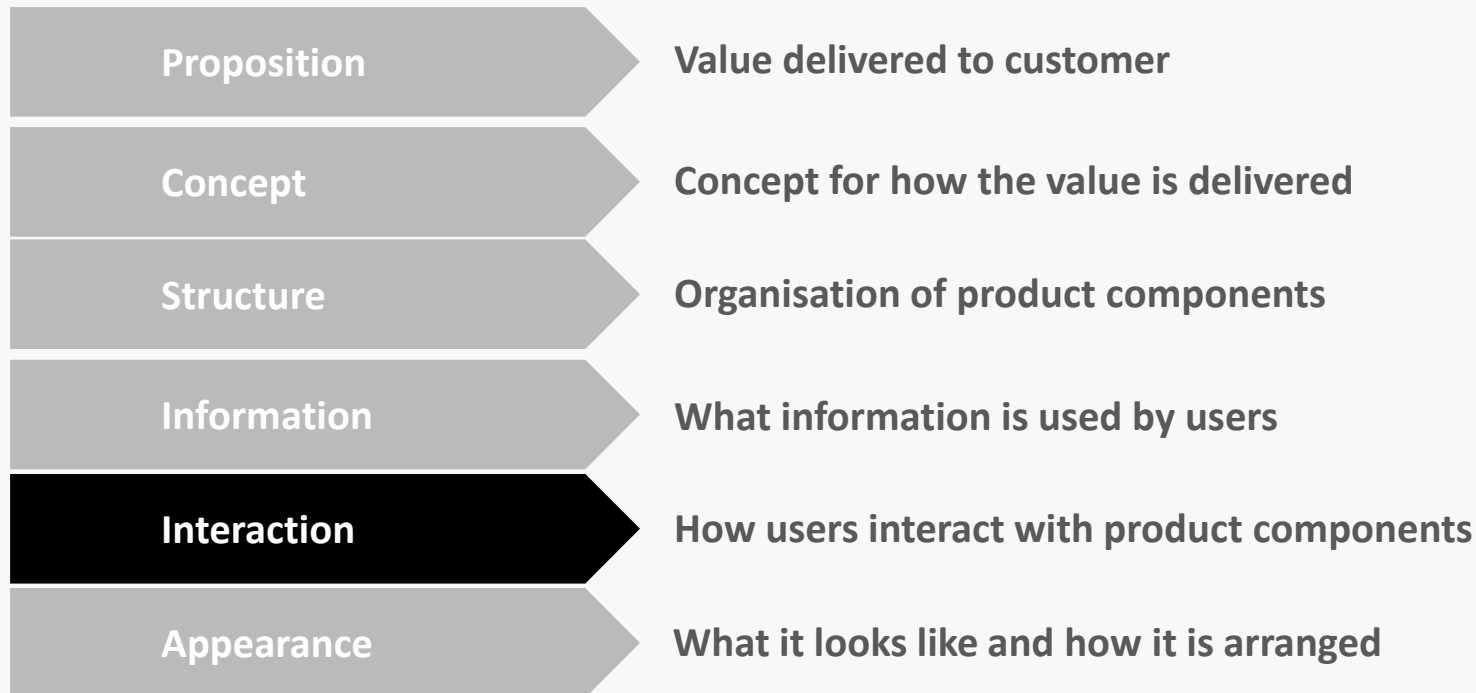 Proposition
Value delivered to customer
Concept
Concept for how the value is delivered
Structure
Organisation of product components
Information
What information is used by users
Interaction
How users interact with product components
Appearance
What it looks like and how it is arranged